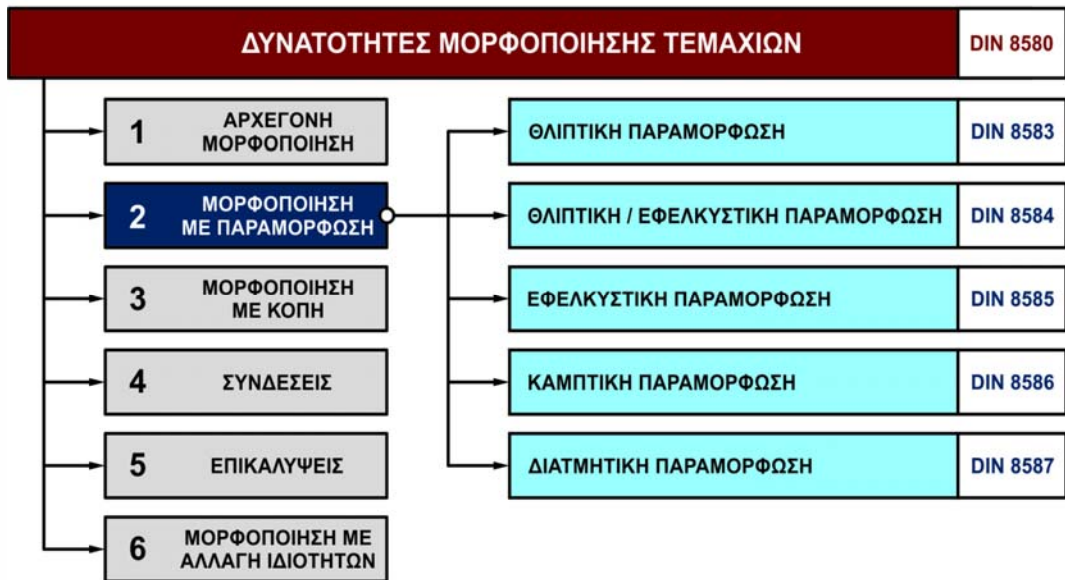 ΔΥΝΑΤΟΤΗΤΕΣ ΜΟΡΦΟΠΟΙΗΣΗΣ ΤΕΜΑΧΙΩΝ
DIN 8580
1
ΑΡΧΕΓΟΝΗ
ΜΟΡΦΟΠΟΙΗΣΗ
2
ΜΟΡΦΟΠΟΙΗΣΗ
ΜΕ ΠΑΡΑΜΟΡΦΩΣΗ
3
ΜΟΡΦΟΠΟΙΗΣΗ
ΜΕ ΚΟΠΗ
4
ΣΥΝΔΕΣΕΙΣ
5
ΕΠΙΚΑΛΥΨΕΙΣ
6
ΜΟΡΦΟΠΟΙΗΣΗ ΜΕ
ΑΛΛΑΓΗ ΙΔΙΟΤΗΤΩΝ
ΘΛΙΠΤΙΚΗ ΠΑΡΑΜΟΡΦΩΣΗ
DIN 8583
ΘΛΙΠΤΙΚΗ / ΕΦΕΛΚΥΣΤΙΚΗ ΠΑΡΑΜΟΡΦΩΣΗ
DIN 8584
ΕΦΕΛΚΥΣΤΙΚΗ ΠΑΡΑΜΟΡΦΩΣΗ
DIN 8585
ΚΑΜΠΤΙΚΗ ΠΑΡΑΜΟΡΦΩΣΗ
DIN 8586
ΔΙΑΤΜΗΤΙΚΗ ΠΑΡΑΜΟΡΦΩΣΗ
DIN 8587